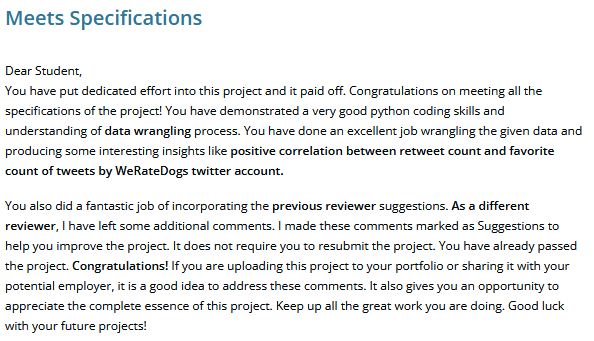 Meets Specifications
Dear Student,
You have put dedicated effort into this project and it paid off. Congratulations on meeting all the
specifications of the project! You have demonstrated a very good python coding skills and
understanding of data wrangling process. You have done an excellent job wrangling the given data and
producing some interesting insights like positive correlation between retweet count and favorite
count of tweets by WeRateDogs twitter account.
You also did a fantastic job of incorporating the previous reviewer suggestions. As a different
reviewer, I have left some additional comments. I made these comments marked as Suggestions to
help you improve the project. It does not require you to resubmit the project. You have already passed
the project. Congratulations! If you are uploading this project to your portfolio or sharing it with your
potential employer, it is a good idea to address these comments. It also gives you an opportunity to
appreciate the complete essence of this project. Keep up all the great work you are doing. Good luck
with your future projects!